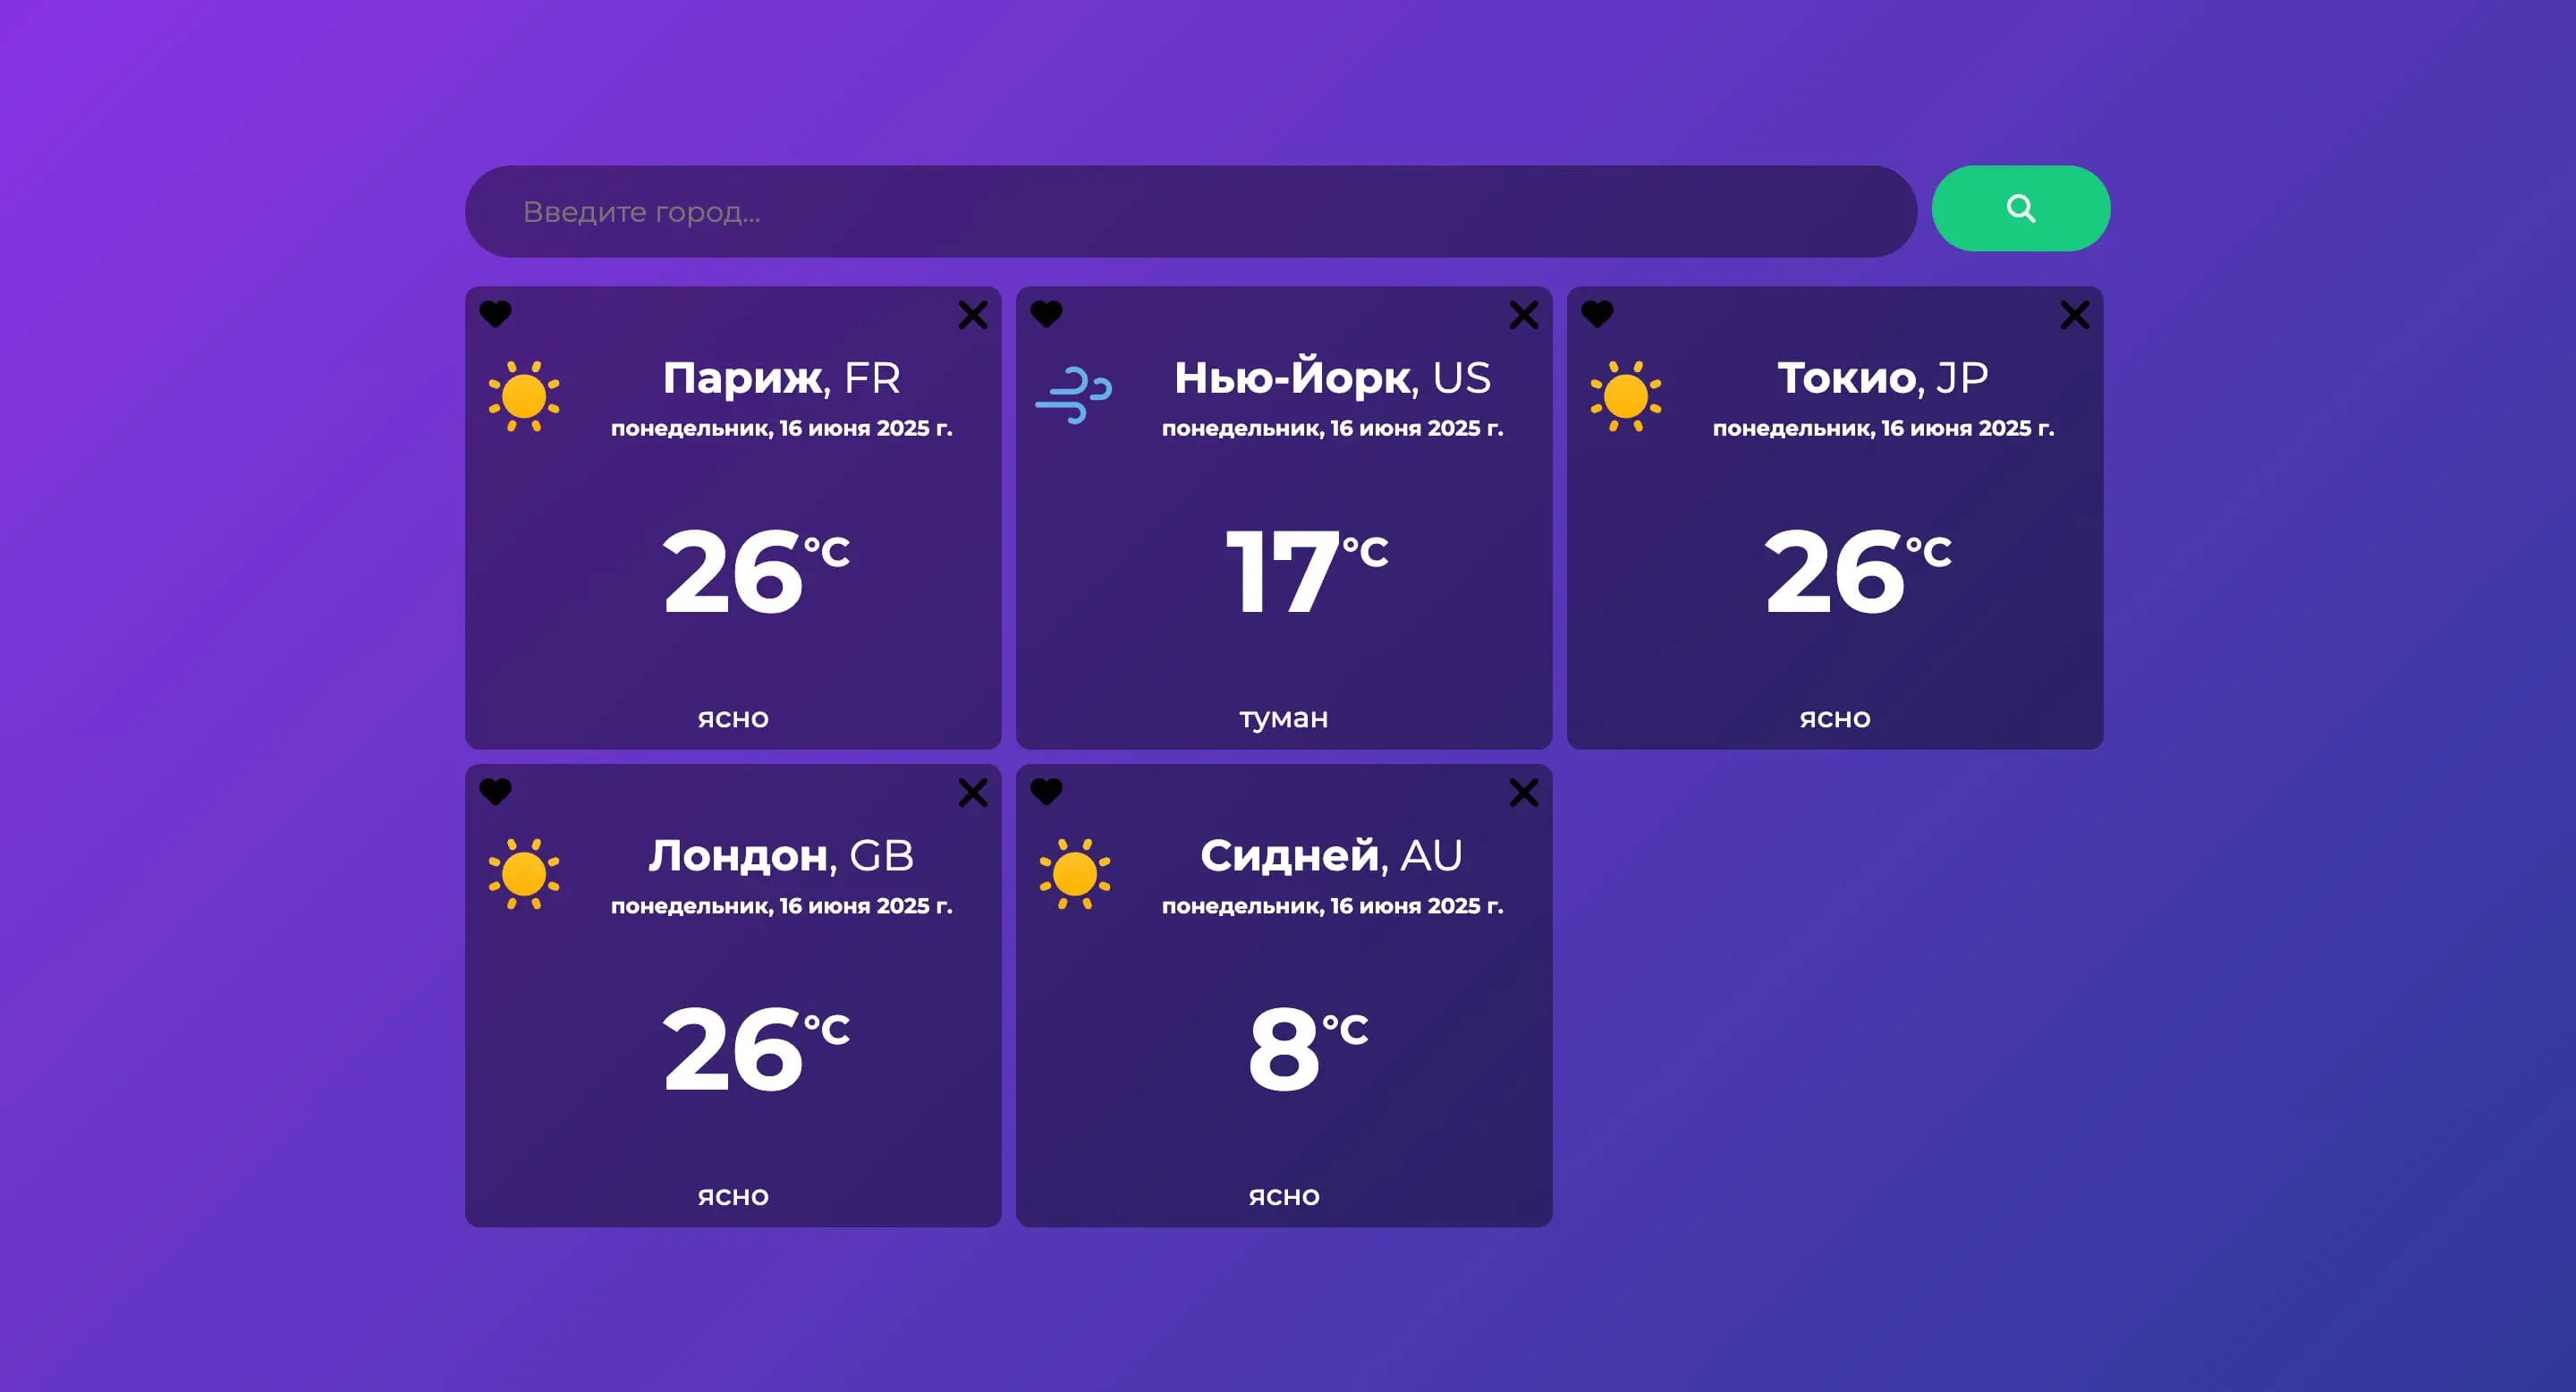 Введите город...
Париж, FR
понедельник, 16 июня 2025 г.
26°C
ясно
Нью-Йорк, US
понедельник, 16 июня 2025 г.
17°C
туман
Токио, JP
понедельник, 16 июня 2025 г.
26°C
ясно
Лондон, GB
понедельник, 16 июня 2025 г.
26°C
ясно
Сидней, AU
понедельник, 16 июня 2025 г.
8°C
ясно